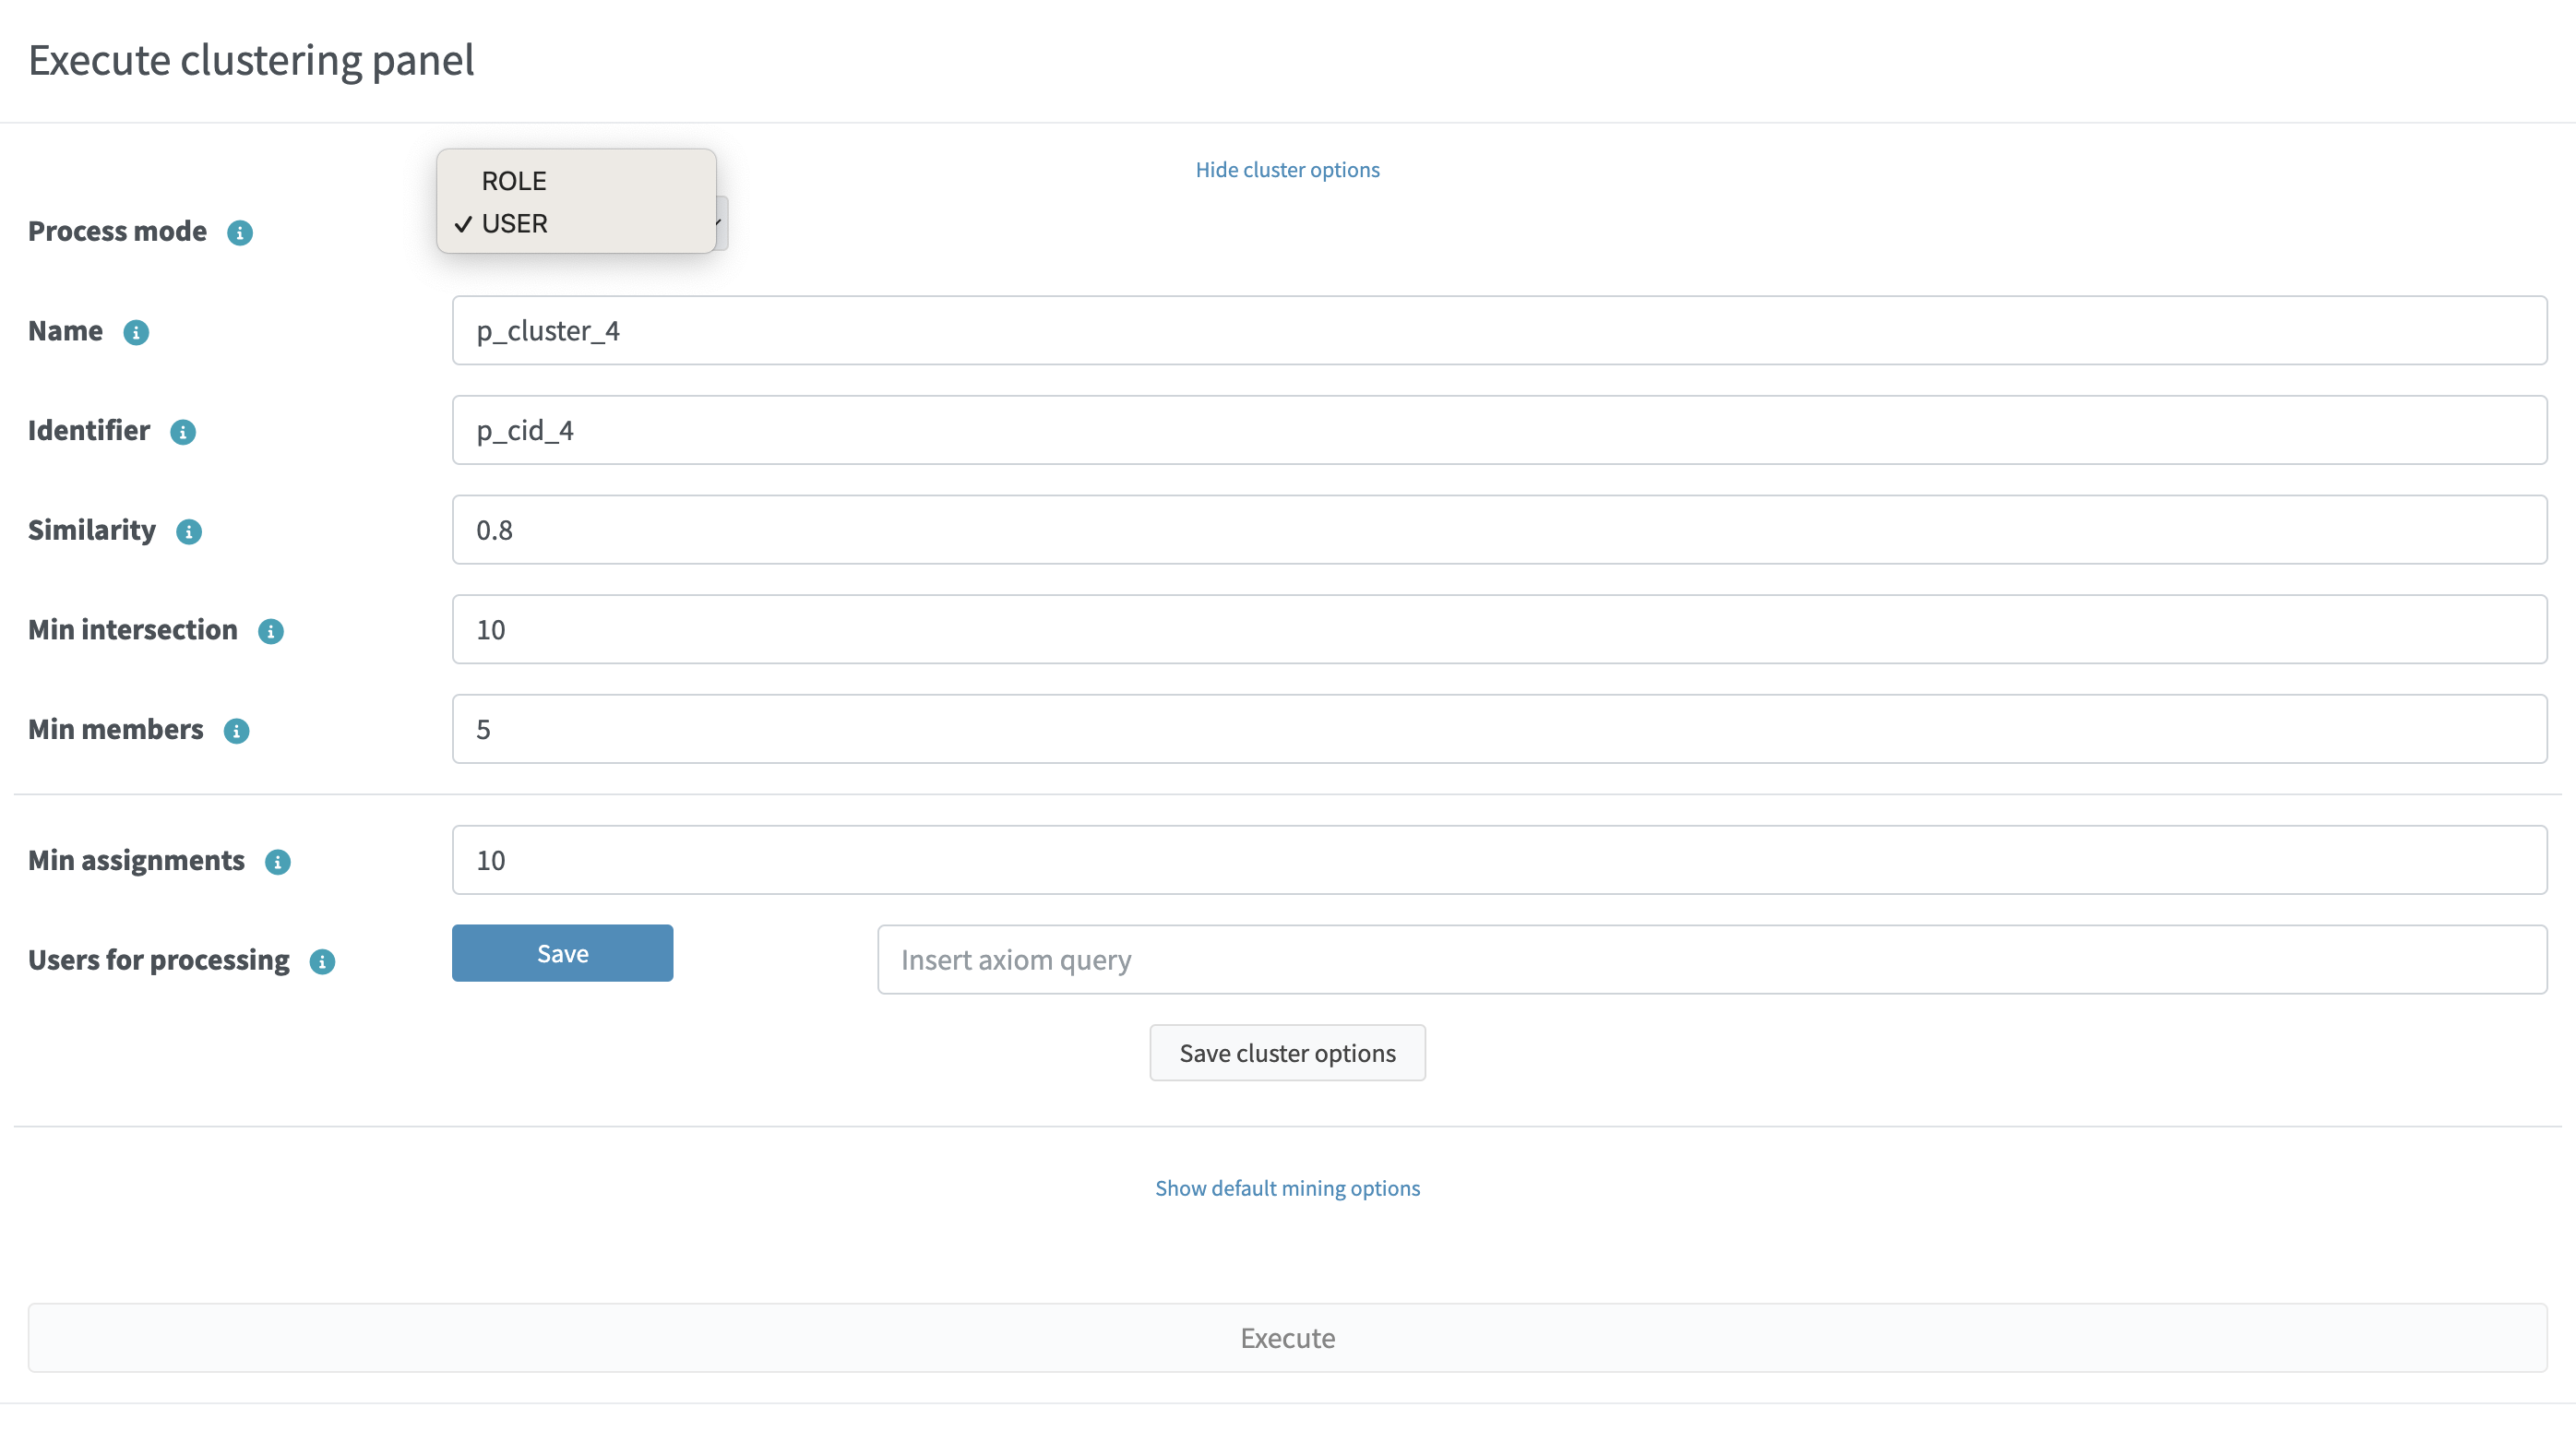 Execute clustering panel
Hide cluster options
ROLE
USER
Process mode
Name
p_cluster_4
Identifier
p_cid_4
Similarity
0.8
Min intersection
10
Min members
5
Min assignments
10
Users for processing
Save
Insert axiom query
Save cluster options
Show default mining options
Execute